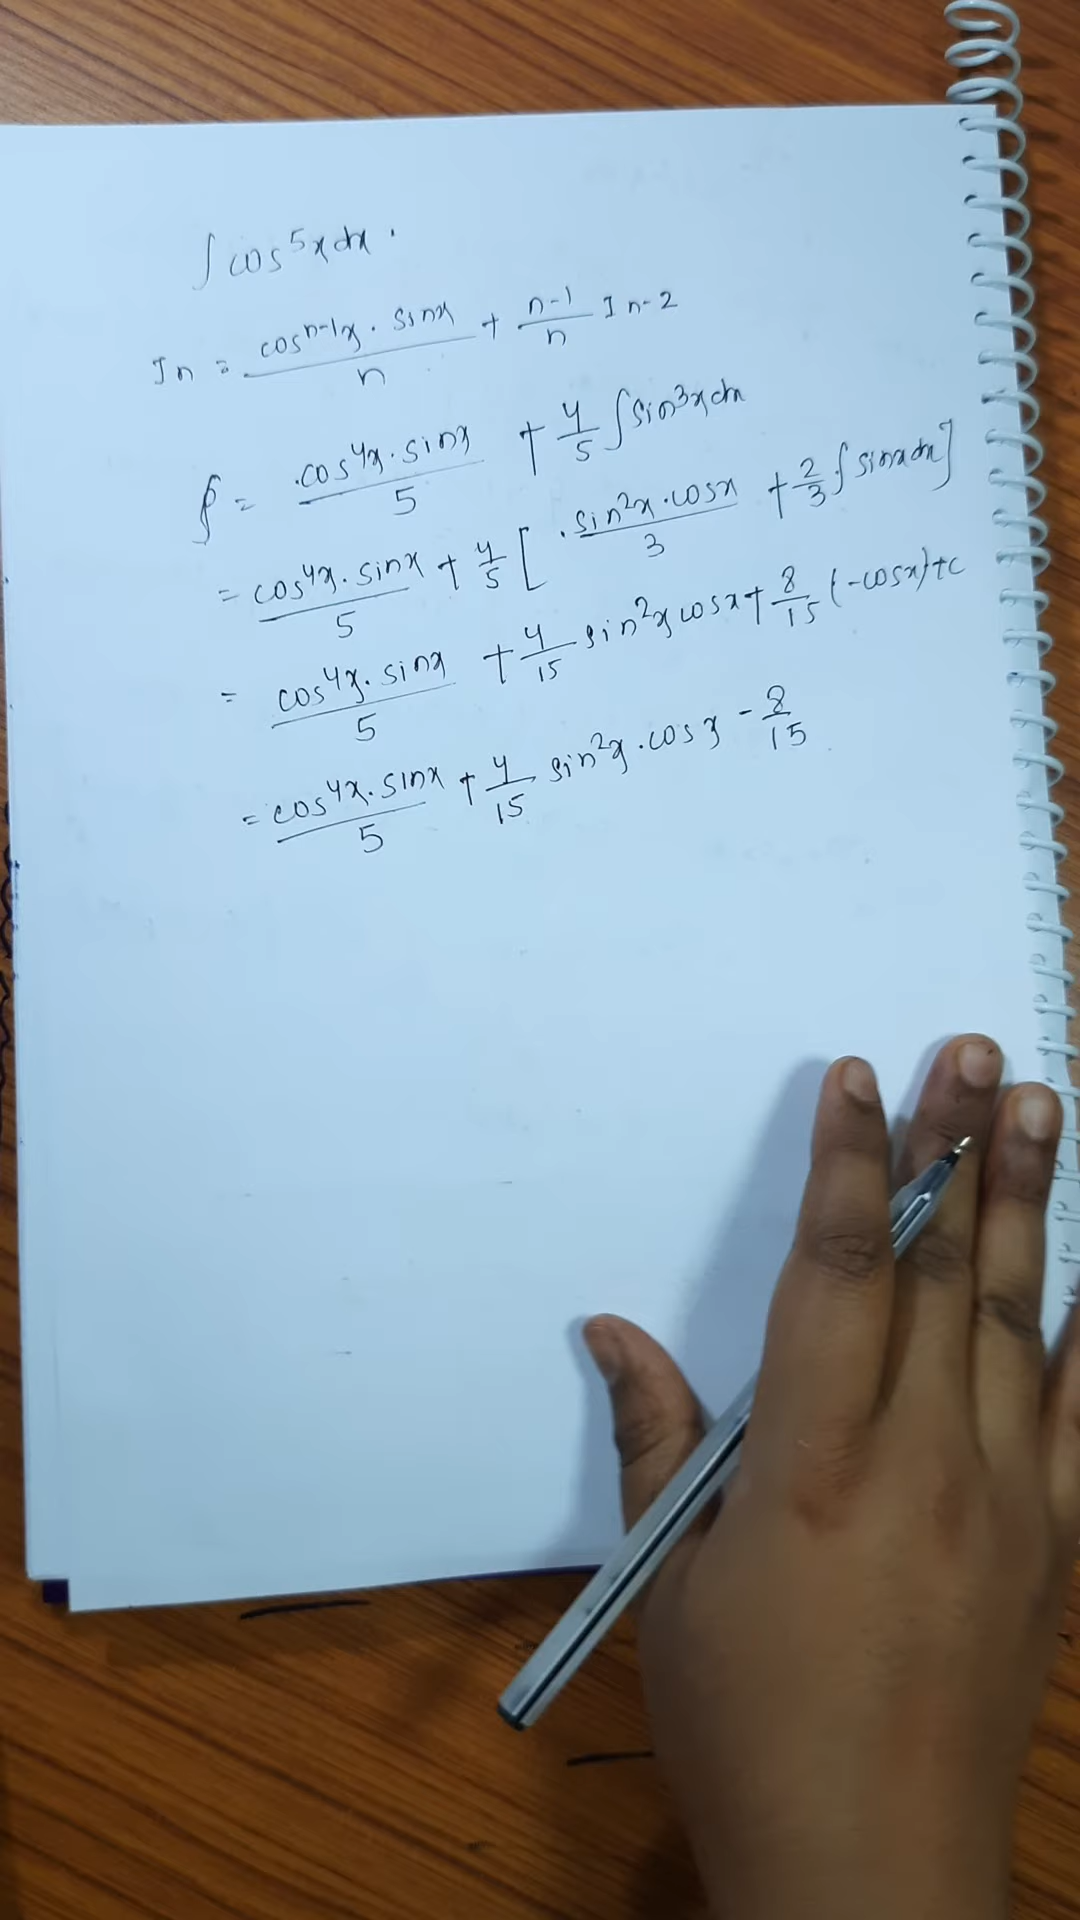 ∫ cos⁵x dx .
Iₙ = cosⁿ⁻¹x · sinx / n + n-1 / n Iₙ₋₂
= cos⁴x · sinx / 5 + 4/5 ∫ sin³x dx
= cos⁴x · sinx / 5 + 4/5 [ sin²x · cosx / 3 + 2/3 ∫ sinx dx ]
= cos⁴x · sinx / 5 + 4/15 sin²x cosx + 8/15 (-cosx) + c
= cos⁴x · sinx / 5 + 4/15 sin²x · cosx - 8/15